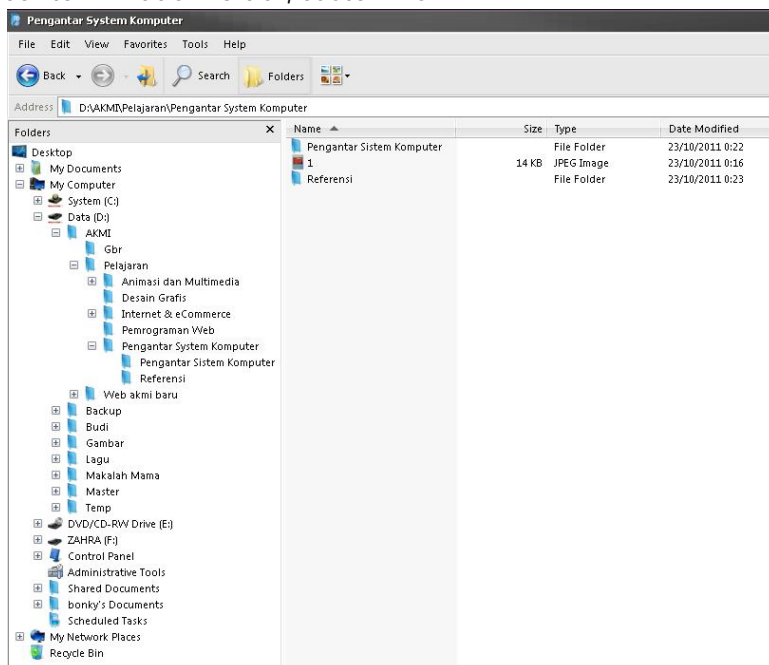 Pengantar System Komputer
File Edit View Favorites Tools Help
Back Search Folders
Address D:\AKMI\Pelajaran\Pengantar System Komputer
Folders
Desktop
My Documents
My Computer
System (C:)
Data (D:)
AKMI
Gbr
Pelajaran
Animasi dan Multimedia
Desain Grafis
Internet & eCommerce
Pemrograman Web
Pengantar System Komputer
Pengantar Sistem Komputer
Referensi
Web akmi baru
Backup
Budi
Gambar
Lagu
Makalah Mama
Master
Temp
DVD/CD-RW Drive (E:)
ZAHRA (F:)
Control Panel
Administrative Tools
Shared Documents
bonky's Documents
Scheduled Tasks
My Network Places
Recycle Bin
Name Size Type Date Modified
Pengantar Sistem Komputer File Folder 23/10/2011 0:22
1 14 KB JPEG Image 23/10/2011 0:16
Referensi File Folder 23/10/2011 0:23